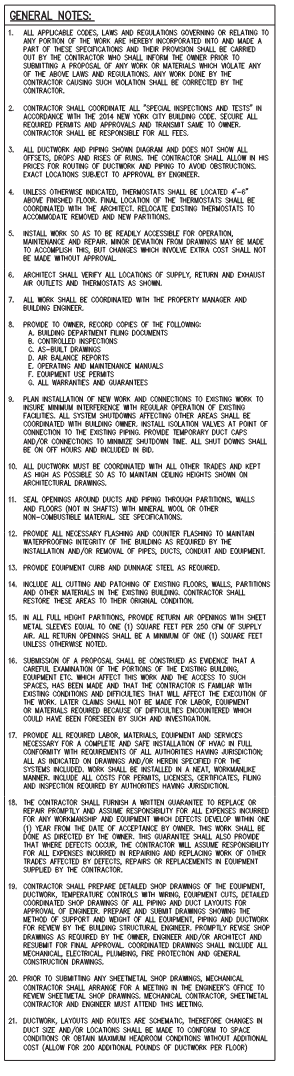 GENERAL NOTES:
1. ALL APPLICABLE CODES, LAWS AND REGULATIONS GOVERNING OR RELATING TO
ANY PORTION OF THE WORK ARE HEREBY INCORPORATED INTO AND MADE A
PART OF THESE SPECIFICATIONS AND THEIR PROVISION SHALL BE CARRIED
OUT BY THE CONTRACTOR WHO SHALL INFORM THE OWNER PRIOR TO
SUBMITTING A PROPOSAL OF ANY WORK OR MATERIALS WHICH VIOLATE ANY
OF THE ABOVE LAWS AND REGULATIONS. ANY WORK DONE BY THE
CONTRACTOR CAUSING SUCH VIOLATION SHALL BE CORRECTED BY THE
CONTRACTOR.
2. CONTRACTOR SHALL COORDINATE ALL "SPECIAL INSPECTIONS AND TESTS" IN
ACCORDANCE WITH THE 2014 NEW YORK CITY BUILDING CODE. SECURE ALL
REQUIRED PERMITS AND APPROVALS AND TRANSMIT SAME TO OWNER.
CONTRACTOR SHALL BE RESPONSIBLE FOR ALL FEES.
3. ALL DUCTWORK AND PIPING SHOWN DIAGRAM AND DOES NOT SHOW ALL
OFFSETS, DROPS AND RISES OF RUNS. THE CONTRACTOR SHALL ALLOW IN HIS
PRICES FOR ROUTING OF DUCTWORK AND PIPING TO AVOID OBSTRUCTIONS.
EXACT LOCATIONS SUBJECT TO APPROVAL BY ENGINEER.
4. UNLESS OTHERWISE INDICATED, THERMOSTATS SHALL BE LOCATED 4'-6"
ABOVE FINISHED FLOOR. FINAL LOCATION OF THE THERMOSTATS SHALL BE
COORDINATED WITH THE ARCHITECT. RELOCATE EXISTING THERMOSTATS TO
ACCOMMODATE REMOVED AND NEW PARTITIONS.
5. INSTALL WORK SO AS TO BE READILY ACCESSIBLE FOR OPERATION,
MAINTENANCE AND REPAIR. MINOR DEVIATION FROM DRAWINGS MAY BE MADE
TO ACCOMPLISH THIS, BUT CHANGES WHICH INVOLVE EXTRA COST SHALL NOT
BE MADE WITHOUT APPROVAL.
6. ARCHITECT SHALL VERIFY ALL LOCATIONS OF SUPPLY, RETURN AND EXHAUST
AIR OUTLETS AND THERMOSTATS AS SHOWN.
7. ALL WORK SHALL BE COORDINATED WITH THE PROPERTY MANAGER AND
BUILDING ENGINEER.
8. PROVIDE TO OWNER, RECORD COPIES OF THE FOLLOWING:
A. BUILDING DEPARTMENT FILING DOCUMENTS
B. CONTROLLED INSPECTIONS
C. AS-BUILT DRAWINGS
D. AIR BALANCE REPORTS
E. OPERATING AND MAINTENANCE MANUALS
F. EQUIPMENT USE PERMITS
G. ALL WARRANTIES AND GUARANTEES
9. PLAN INSTALLATION OF NEW WORK AND CONNECTIONS TO EXISTING WORK TO
INSURE MINIMUM INTERFERENCE WITH REGULAR OPERATION OF EXISTING
FACILITIES. ALL SYSTEM SHUTDOWNS AFFECTING OTHER AREAS SHALL BE
COORDINATED WITH BUILDING OWNER. INSTALL ISOLATION VALVES AT POINT OF
CONNECTION TO THE EXISTING PIPING. PROVIDE TEMPORARY DUCT CAPS
AND/OR CONNECTIONS TO MINIMIZE SHUTDOWN TIME. ALL SHUT DOWNS SHALL
BE ON OFF HOURS AND INCLUDED IN BID.
10. ALL DUCTWORK MUST BE COORDINATED WITH ALL OTHER TRADES AND KEPT
AS HIGH AS POSSIBLE SO AS TO MAINTAIN CEILING HEIGHTS SHOWN ON
ARCHITECTURAL DRAWINGS.
11. SEAL OPENINGS AROUND DUCTS AND PIPING THROUGH PARTITIONS, WALLS
AND FLOORS (NOT IN SHAFTS) WITH MINERAL WOOL OR OTHER
NON-COMBUSTIBLE MATERIAL. SEE SPECIFICATIONS.
12. PROVIDE ALL NECESSARY FLASHING AND COUNTER FLASHING TO MAINTAIN
WATERPROOFING INTEGRITY OF THE BUILDING AS REQUIRED BY THE
INSTALLATION AND/OR REMOVAL OF PIPES, DUCTS, CONDUIT AND EQUIPMENT.
13. PROVIDE EQUIPMENT CURB AND DUNNAGE STEEL AS REQUIRED.
14. INCLUDE ALL CUTTING AND PATCHING OF EXISTING FLOORS, WALLS, PARTITIONS
AND OTHER MATERIALS IN THE EXISTING BUILDING. CONTRACTOR SHALL
RESTORE THESE AREAS TO THEIR ORIGINAL CONDITION.
15. IN ALL FULL HEIGHT PARTITIONS, PROVIDE RETURN AIR OPENINGS WITH SHEET
METAL SLEEVES EQUAL TO ONE (1) SQUARE FEET PER 250 CFM OF SUPPLY
AIR. ALL RETURN OPENINGS SHALL BE A MINIMUM OF ONE (1) SQUARE FEET
UNLESS OTHERWISE NOTED.
16. SUBMISSION OF A PROPOSAL SHALL BE CONSTRUED AS EVIDENCE THAT A
CAREFUL EXAMINATION OF THE PORTIONS OF THE EXISTING BUILDING,
EQUIPMENT ETC. WHICH AFFECT THIS WORK AND THE ACCESS TO SUCH
SPACES, HAS BEEN MADE AND THAT THE CONTRACTOR IS FAMILIAR WITH
EXISTING CONDITIONS AND DIFFICULTIES THAT WILL AFFECT THE EXECUTION OF
THE WORK. LATER CLAIMS SHALL NOT BE MADE FOR LABOR, EQUIPMENT
OR MATERIALS REQUIRED BECAUSE OF DIFFICULTIES ENCOUNTERED WHICH
COULD HAVE BEEN FORESEEN BY SUCH AND INVESTIGATION.
17. PROVIDE ALL REQUIRED LABOR, MATERIALS, EQUIPMENT AND SERVICES
NECESSARY FOR A COMPLETE AND SAFE INSTALLATION OF HVAC IN FULL
CONFORMITY WITH REQUIREMENTS OF ALL AUTHORITIES HAVING JURISDICTION;
ALL AS INDICATED ON DRAWINGS AND/OR HEREIN SPECIFIED FOR THE
SYSTEMS INCLUDED. WORK SHALL BE INSTALLED IN A NEAT, WORKMANLIKE
MANNER. INCLUDE ALL COSTS FOR PERMITS, LICENSES, CERTIFICATES, FILING
AND INSPECTION REQUIRED BY AUTHORITIES HAVING JURISDICTION.
18. THE CONTRACTOR SHALL FURNISH A WRITTEN GUARANTEE TO REPLACE OR
REPAIR PROMPTLY AND ASSUME RESPONSIBILITY FOR ALL EXPENSES INCURRED
FOR ANY WORKMANSHIP AND EQUIPMENT WHICH DEFECTS DEVELOP WITHIN ONE
(1) YEAR FROM THE DATE OF ACCEPTANCE BY OWNER. THIS WORK SHALL BE
DONE AS DIRECTED BY THE OWNER. THIS GUARANTEE SHALL ALSO PROVIDE
THAT WHERE DEFECTS OCCUR, THE CONTRACTOR WILL ASSUME RESPONSIBILITY
FOR ALL EXPENSES INCURRED IN REPAIRING AND REPLACING WORK OF OTHER
TRADES AFFECTED BY DEFECTS, REPAIRS OR REPLACEMENTS IN EQUIPMENT
SUPPLIED BY THE CONTRACTOR.
19. CONTRACTOR SHALL PREPARE DETAILED SHOP DRAWINGS OF THE EQUIPMENT,
DUCTWORK, TEMPERATURE CONTROLS WITH WIRING, EQUIPMENT CUTS, DETAILED
COORDINATED SHOP DRAWINGS OF ALL PIPING AND DUCT LAYOUTS FOR
APPROVAL OF ENGINEER. PREPARE AND SUBMIT DRAWINGS SHOWING THE
METHOD OF SUPPORT AND WEIGHT OF ALL EQUIPMENT, PIPING AND DUCTWORK
FOR REVIEW BY THE BUILDING STRUCTURAL ENGINEER. PROMPTLY REVISE SHOP
DRAWINGS AS REQUIRED BY THE OWNER, ENGINEER AND/OR ARCHITECT AND
RESUBMIT FOR FINAL APPROVAL. COORDINATED DRAWINGS SHALL INCLUDE ALL
MECHANICAL, ELECTRICAL, PLUMBING, FIRE PROTECTION AND GENERAL
CONSTRUCTION DRAWINGS.
20. PRIOR TO SUBMITTING ANY SHEETMETAL SHOP DRAWINGS, MECHANICAL
CONTRACTOR SHALL ARRANGE FOR A MEETING IN THE ENGINEER'S OFFICE TO
REVIEW SHEETMETAL SHOP DRAWINGS. MECHANICAL CONTRACTOR, SHEETMETAL
CONTRACTOR AND ENGINEER MUST ATTEND THIS MEETING.
21. DUCTWORK, LAYOUTS AND ROUTES ARE SCHEMATIC, THEREFORE CHANGES IN
DUCT SIZE AND/OR LOCATIONS SHALL BE MADE TO CONFORM TO SPACE
CONDITIONS OR OBTAIN MAXIMUM HEADROOM CONDITIONS WITHOUT ADDITIONAL
COST (ALLOW FOR 200 ADDITIONAL POUNDS OF DUCTWORK PER FLOOR)